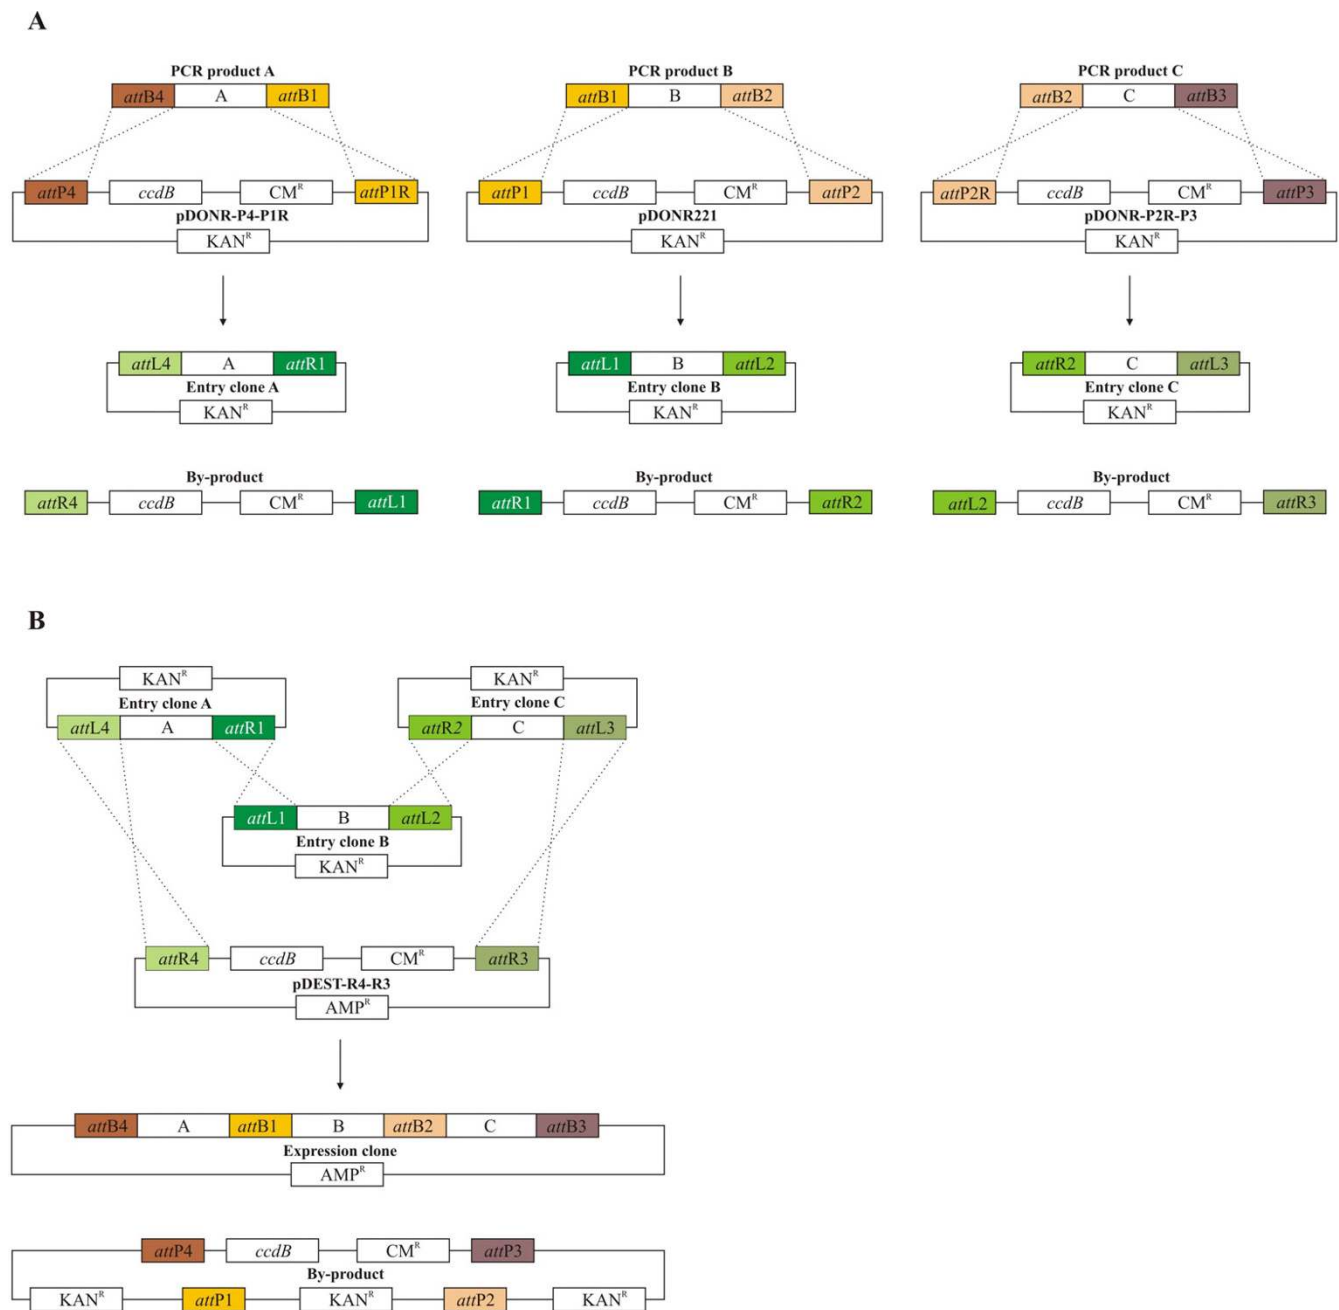 A
PCR product A PCR product B PCR product C
attB4 A attB1 attB1 B attB2 attB2 C attB3
attP4 ccdB CMR attP1R attP1 ccdB CMR attP2 attP2R ccdB CMR attP3
pDONR-P4-P1R pDONR221 pDONR-P2R-P3
KANR KANR KANR
attL4 A attR1 attL1 B attL2 attR2 C attL3
Entry clone A Entry clone B Entry clone C
KANR KANR KANR
By-product By-product By-product
attR4 ccdB CMR attL1 attR1 ccdB CMR attR2 attL2 ccdB CMR attR3
B
KANR KANR
Entry clone A Entry clone C
attL4 A attR1 attR2 C attL3
attL1 B attL2
Entry clone B
KANR
attR4 ccdB CMR attR3
pDEST-R4-R3
AMPR
attB4 A attB1 B attB2 C attB3
Expression clone
AMPR
attP4 ccdB CMR attP3
By-product
KANR attP1 KANR attP2 KANR